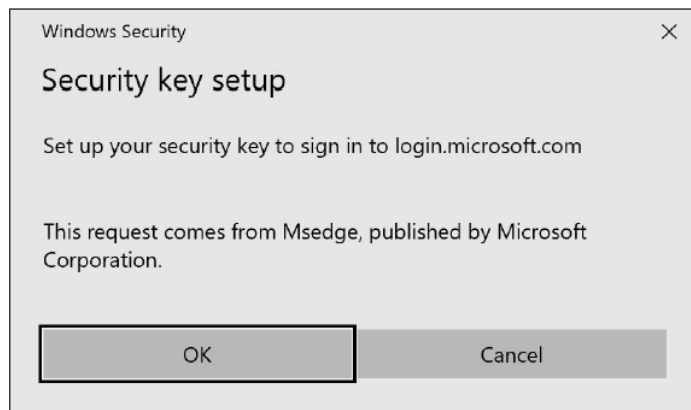 Windows Security
Security key setup
Set up your security key to sign in to login.microsoft.com
This request comes from Msedge, published by Microsoft
Corporation.
OK
Cancel